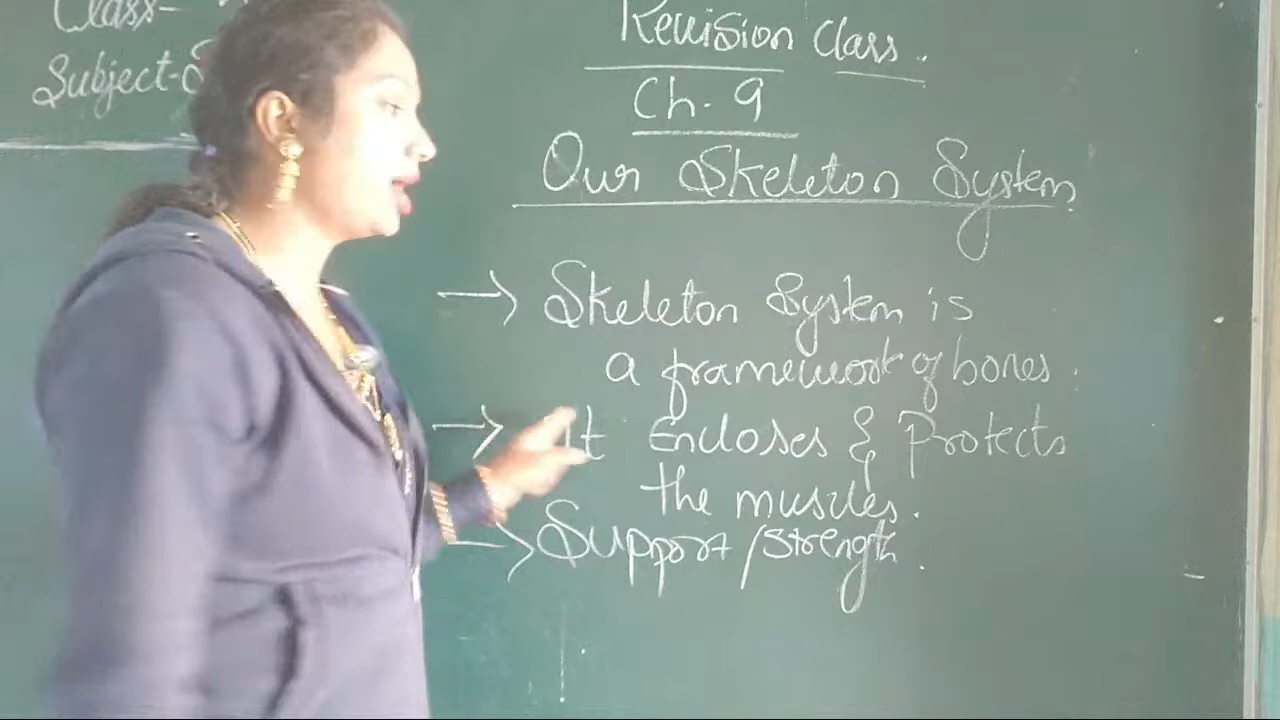 Class-
Subject-S
Revision Class.
Ch. 9
Our Skeleton System
→ Skeleton System is
a framework of bones.
→ It Encloses & Protects
the muscles.
→ Support/Strength.